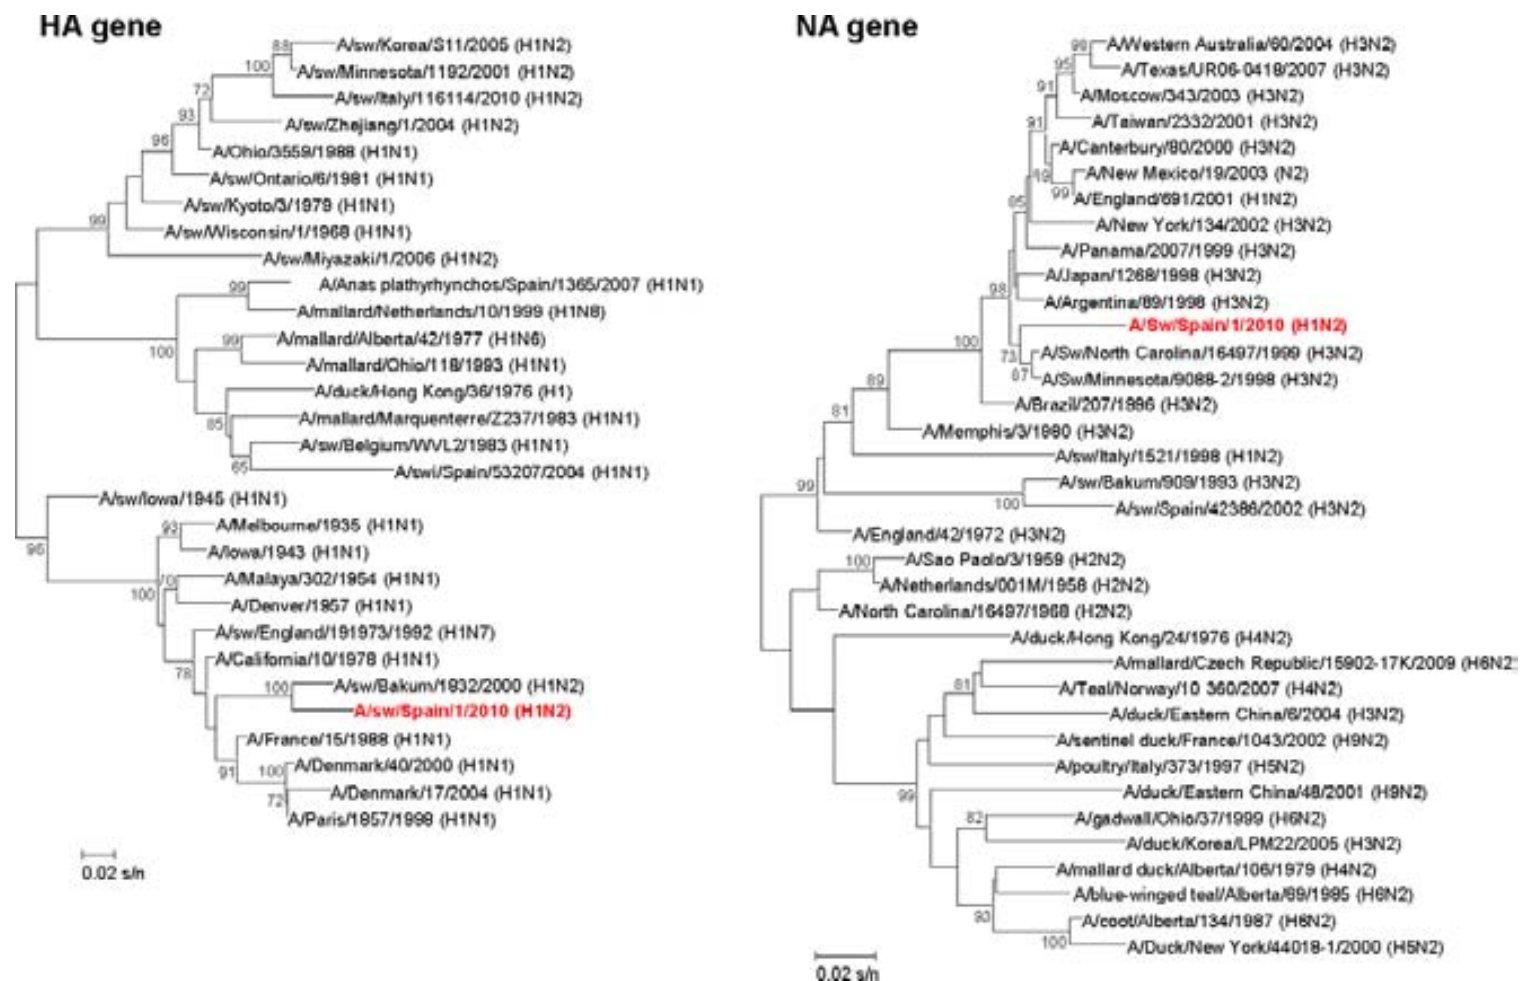 HA gene
88
A/sw/Korea/S11/2005 (H1N2)
100
A/sw/Minnesota/1192/2001 (H1N2)
72
A/sw/Italy/116114/2010 (H1N2)
93
A/sw/Zhejiang/1/2004 (H1N2)
96
A/Ohio/3559/1988 (H1N1)
A/sw/Ontario/6/1981 (H1N1)
A/sw/Kyoto/3/1979 (H1N1)
99
A/sw/Wisconsin/1/1968 (H1N1)
A/sw/Miyazaki/1/2006 (H1N2)
99
A/Anas plathyrhynchos/Spain/1365/2007 (H1N1)
A/mallard/Netherlands/10/1999 (H1N8)
99
A/mallard/Alberta/42/1977 (H1N6)
100
A/mallard/Ohio/118/1993 (H1N1)
A/duck/Hong Kong/36/1976 (H1)
A/mallard/Marquenterre/Z237/1983 (H1N1)
85
A/sw/Belgium/WVL2/1983 (H1N1)
65
A/swi/Spain/53207/2004 (H1N1)
A/sw/Iowa/1945 (H1N1)
93
A/Melbourne/1935 (H1N1)
96
A/Iowa/1943 (H1N1)
70
A/Malaya/302/1954 (H1N1)
100
A/Denver/1957 (H1N1)
A/sw/England/191973/1992 (H1N7)
A/California/10/1978 (H1N1)
78
100
A/sw/Bakum/1832/2000 (H1N2)
A/sw/Spain/1/2010 (H1N2)
A/France/15/1988 (H1N1)
91
100
A/Denmark/40/2000 (H1N1)
A/Denmark/17/2004 (H1N1)
72
A/Paris/1857/1998 (H1N1)
0.02 s/n
NA gene
98
A/Western Australia/60/2004 (H3N2)
95
A/Texas/UR06-0418/2007 (H3N2)
91
A/Moscow/343/2003 (H3N2)
91
A/Taiwan/2332/2001 (H3N2)
A/Canterbury/80/2000 (H3N2)
A/New Mexico/19/2003 (N2)
99
A/England/691/2001 (H1N2)
85
A/New York/134/2002 (H3N2)
A/Panama/2007/1999 (H3N2)
A/Japan/1268/1998 (H3N2)
98
A/Argentina/89/1998 (H3N2)
A/Sw/Spain/1/2010 (H1N2)
100
73
A/Sw/North Carolina/16497/1999 (H3N2)
67
A/Sw/Minnesota/9088-2/1998 (H3N2)
89
A/Brazil/207/1996 (H3N2)
81
A/Memphis/3/1980 (H3N2)
A/sw/Italy/1521/1998 (H1N2)
99
A/sw/Bakum/909/1993 (H3N2)
100
A/sw/Spain/42386/2002 (H3N2)
A/England/42/1972 (H3N2)
100
A/Sao Paolo/3/1959 (H2N2)
A/Netherlands/001M/1958 (H2N2)
A/North Carolina/16497/1968 (H2N2)
A/duck/Hong Kong/24/1976 (H4N2)
A/mallard/Czech Republic/15902-17K/2009 (H6N2
81
A/Teal/Norway/10 360/2007 (H4N2)
A/duck/Eastern China/6/2004 (H3N2)
A/sentinel duck/France/1043/2002 (H9N2)
A/poultry/Italy/373/1997 (H5N2)
99
A/duck/Eastern China/48/2001 (H9N2)
82
A/gadwall/Ohio/37/1999 (H6N2)
A/duck/Korea/LPM22/2005 (H3N2)
A/mallard duck/Alberta/106/1979 (H4N2)
A/blue-winged teal/Alberta/69/1985 (H6N2)
93
A/coot/Alberta/134/1987 (H6N2)
100
A/Duck/New York/44018-1/2000 (H5N2)
0.02 s/n